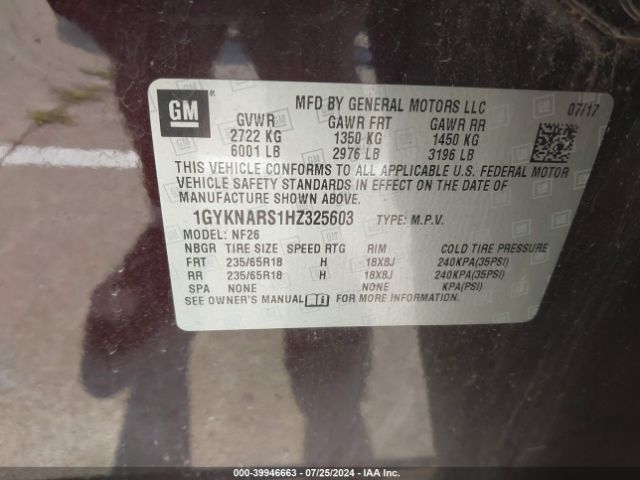 GM
MFD BY GENERAL MOTORS LLC 07/17
GVWR GAWR FRT GAWR RR
2722 KG 1350 KG 1450 KG
6001 LB 2976 LB 3196 LB
THIS VEHICLE CONFORMS TO ALL APPLICABLE U.S. FEDERAL MOTOR
VEHICLE SAFETY STANDARDS IN EFFECT ON THE DATE OF
MANUFACTURE SHOWN ABOVE.
1GYKNARS1HZ325603 TYPE: M.P.V.
MODEL: NF26
NBGR TIRE SIZE SPEED RTG RIM COLD TIRE PRESSURE
FRT 235/65R18 H 18X8J 240KPA(35PSI)
RR 235/65R18 H 18X8J 240KPA(35PSI)
SPA NONE NONE KPA(PSI)
SEE OWNER'S MANUAL FOR MORE INFORMATION.
000-39946663 - 07/25/2024 - IAA Inc.